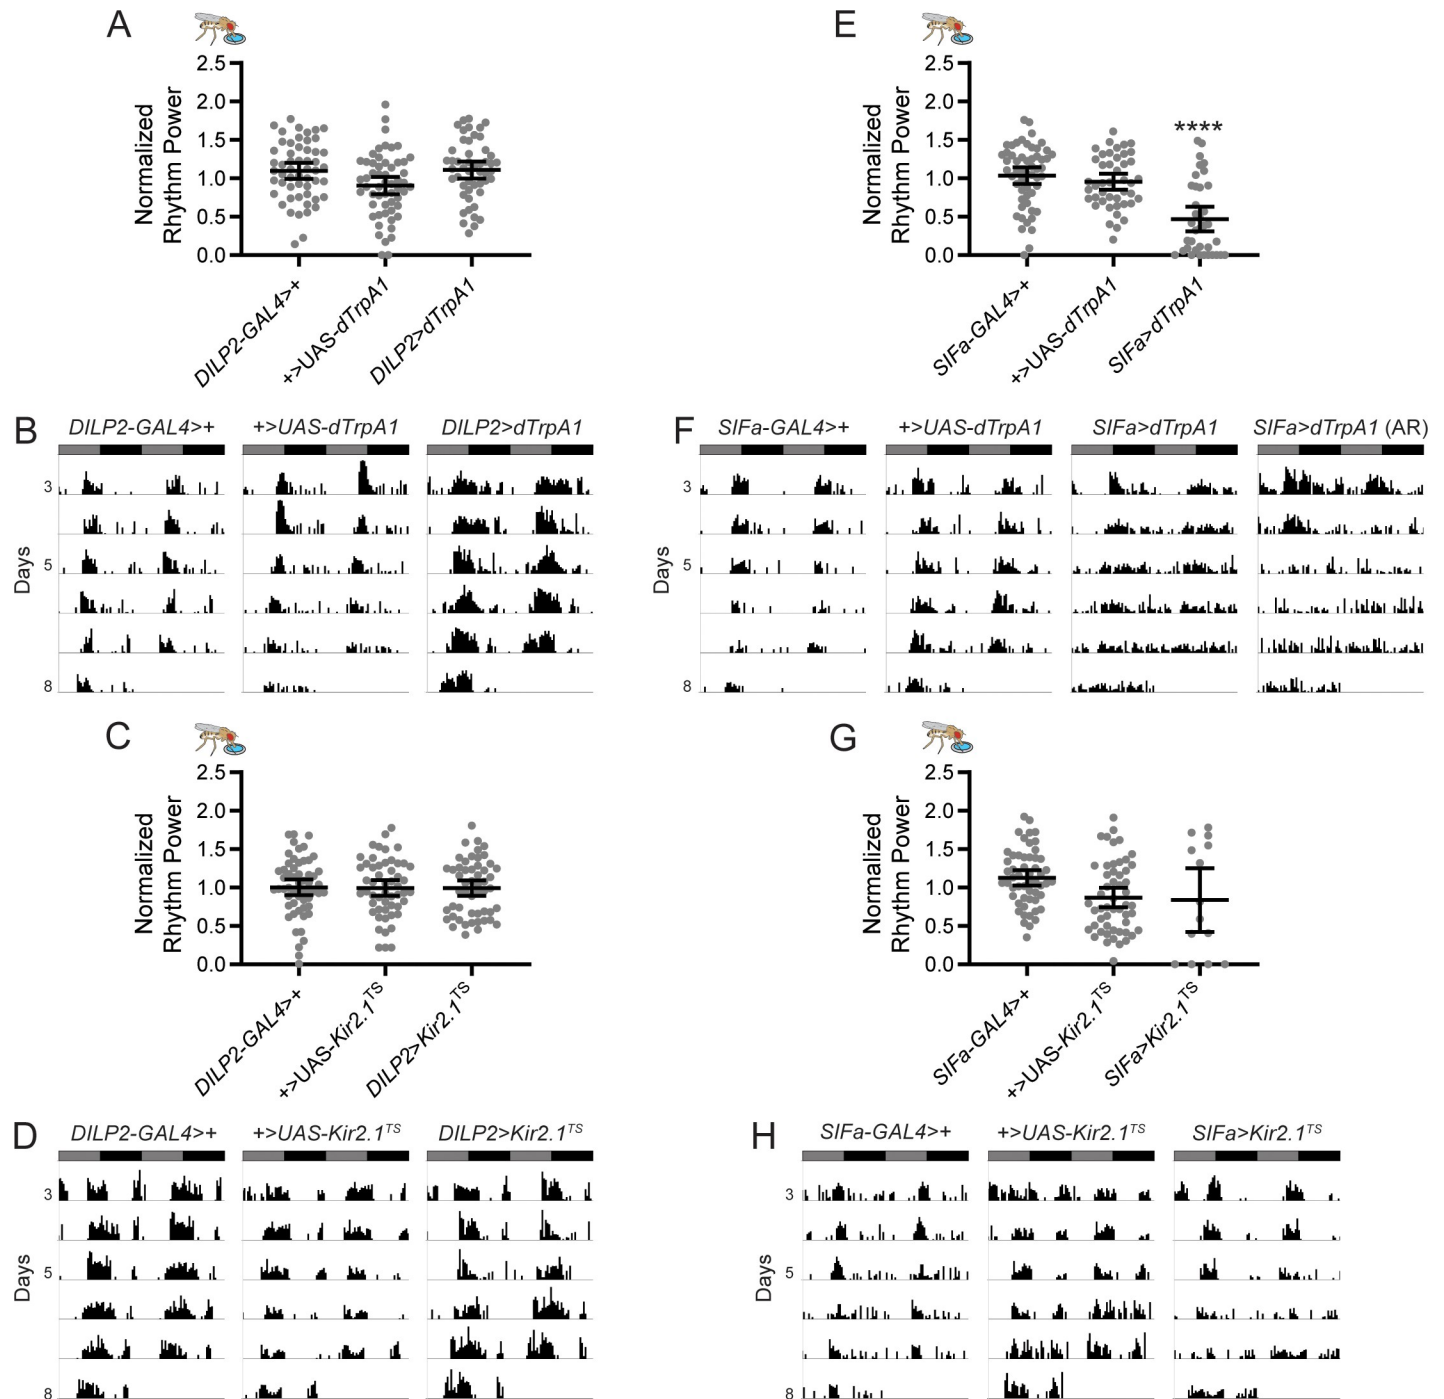 A
Normalized
Rhythm Power
2.5
2.0
1.5
1.0
0.5
0.0
DILP2-GAL4>+
+>UAS-dTrpA1
DILP2>dTrpA1
E
Normalized
Rhythm Power
2.5
2.0
1.5
1.0
0.5
0.0
****
SIFa-GAL4>+
+>UAS-dTrpA1
SIFa>dTrpA1
B
DILP2-GAL4>+ +>UAS-dTrpA1 DILP2>dTrpA1
Days
3
5
8
F
SIFa-GAL4>+ +>UAS-dTrpA1 SIFa>dTrpA1 SIFa>dTrpA1 (AR)
Days
3
5
8
C
Normalized
Rhythm Power
2.5
2.0
1.5
1.0
0.5
0.0
DILP2-GAL4>+
+>UAS-Kir2.1TS
DILP2>Kir2.1TS
G
Normalized
Rhythm Power
2.5
2.0
1.5
1.0
0.5
0.0
SIFa-GAL4>+
+>UAS-Kir2.1TS
SIFa>Kir2.1TS
D
DILP2-GAL4>+ +>UAS-Kir2.1TS DILP2>Kir2.1TS
Days
3
5
8
H
SIFa-GAL4>+ +>UAS-Kir2.1TS SIFa>Kir2.1TS
Days
3
5
8